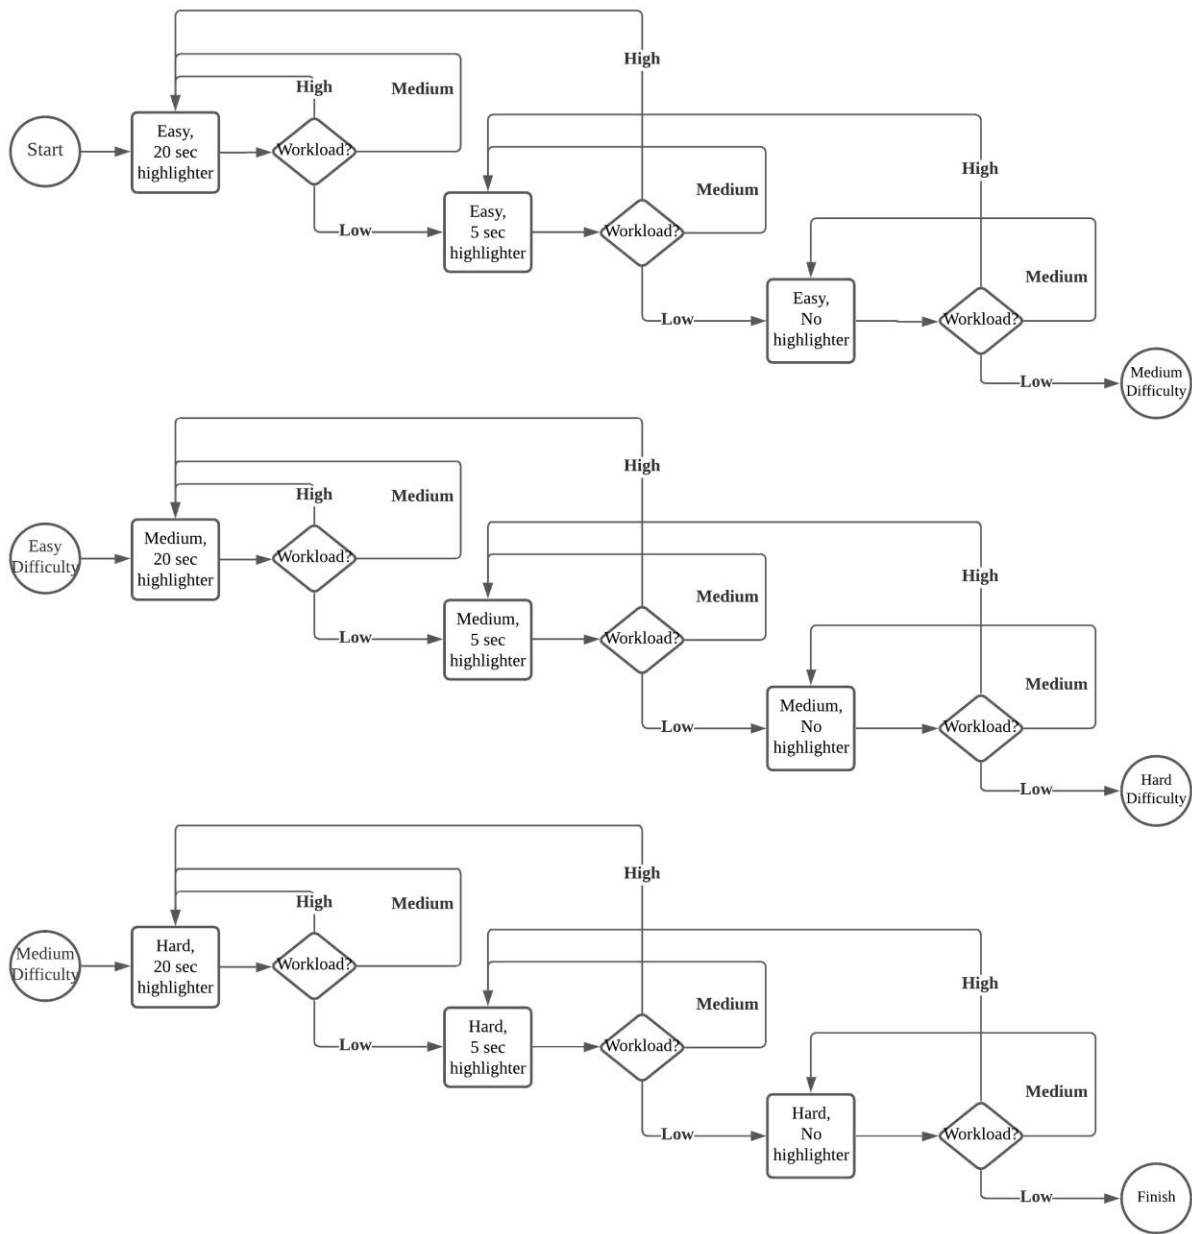 High
High
Medium
Start
Easy,
20 sec
highlighter
Workload?
High
Medium
Low
Easy,
5 sec
highlighter
Workload?
Medium
Low
Easy,
No
highlighter
Workload?
Low
Medium
Difficulty
High
High
Medium
Easy
Difficulty
Medium,
20 sec
highlighter
Workload?
High
Medium
Low
Medium,
5 sec
highlighter
Workload?
Medium
Low
Medium,
No
highlighter
Workload?
Low
Hard
Difficulty
High
High
Medium
Medium
Difficulty
Hard,
20 sec
highlighter
Workload?
High
Medium
Low
Hard,
5 sec
highlighter
Workload?
Medium
Low
Hard,
No
highlighter
Workload?
Low
Finish